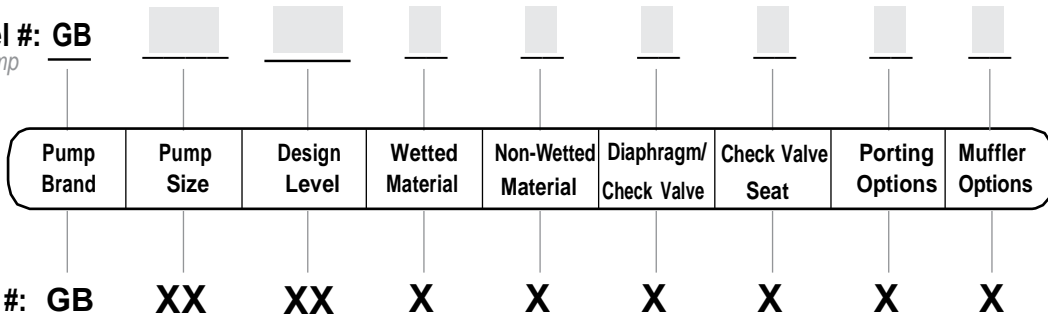 #: GB
Pump Brand
Pump Size
Design Level
Wetted Material
Non-Wetted Material
Diaphragm/ Check Valve
Check Valve Seat
Porting Options
Muffler Options
#: GB XX XX X X X X X X